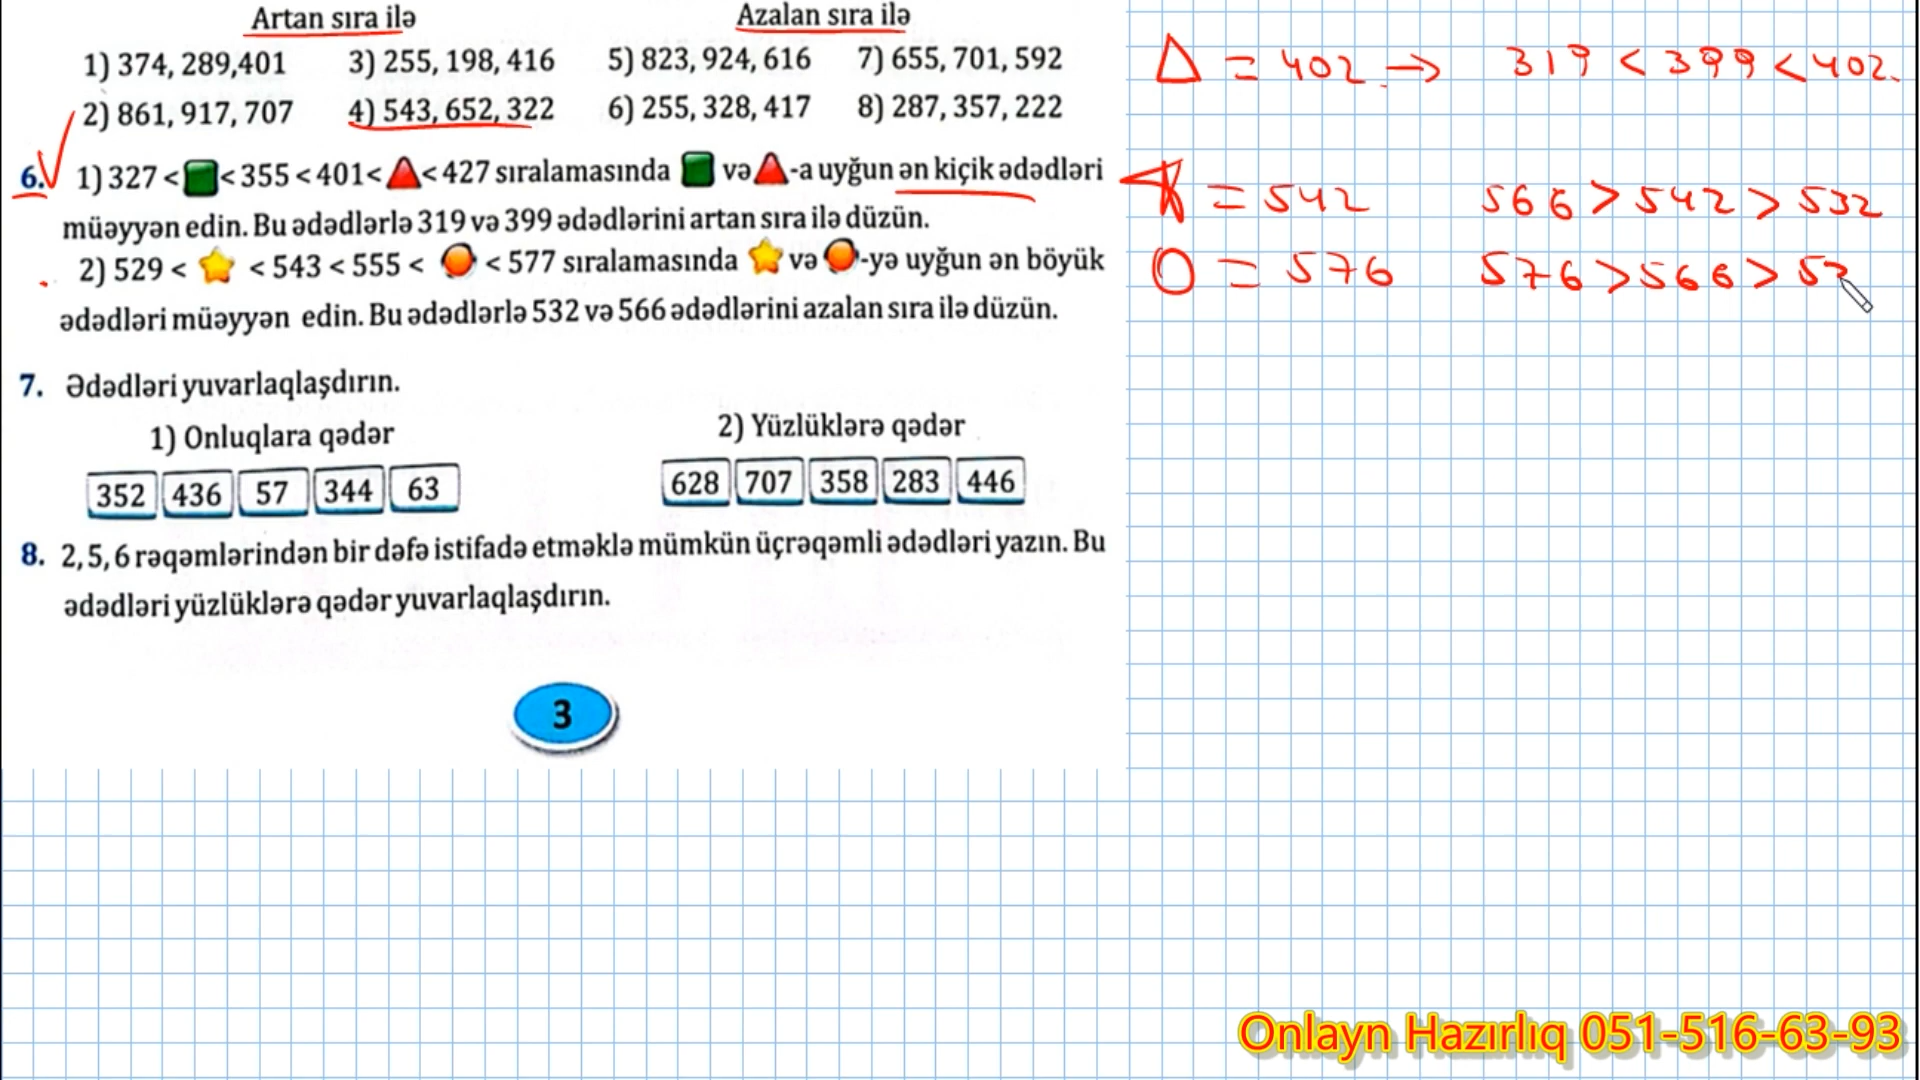 Artan sıra ilə
Azalan sıra ilə
1) 374, 289,401 3) 255, 198, 416 5) 823, 924, 616 7) 655, 701, 592
2) 861, 917, 707 4) 543, 652, 322 6) 255, 328, 417 8) 287, 357, 222
6. 1) 327 < < 355 < 401< < 427 sıralamasında və -a uyğun ən kiçik ədədləri
müəyyən edin. Bu ədədlərlə 319 və 399 ədədlərini artan sıra ilə düzün.
2) 529 < < 543 < 555 < < 577 sıralamasında və -yə uyğun ən böyük
ədədləri müəyyən edin. Bu ədədlərlə 532 və 566 ədədlərini azalan sıra ilə düzün.
7. Ədədləri yuvarlaqlaşdırın.
1) Onluqlara qədər
352 436 57 344 63
2) Yüzlüklərə qədər
628 707 358 283 446
8. 2, 5, 6 rəqəmlərindən bir dəfə istifadə etməklə mümkün üçrəqəmli ədədləri yazın. Bu
ədədləri yüzlüklərə qədər yuvarlaqlaşdırın.
3
Δ = 402 → 319 < 399 < 402.
= 542 566 > 542 > 532
O = 576 576 > 566 >
Onlayn Hazırlıq 051-516-63-93